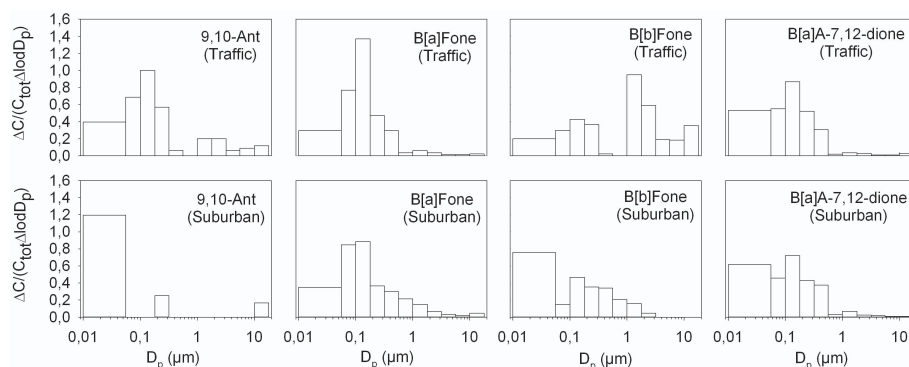 ΔC/(CtotΔlodDp)
1,6
1,4
1,2
1,0
0,8
0,6
0,4
0,2
0,0
9,10-Ant
(Traffic)
B[a]Fone
(Traffic)
B[b]Fone
(Traffic)
B[a]A-7,12-dione
(Traffic)
ΔC/(CtotΔlodDp)
1,6
1,4
1,2
1,0
0,8
0,6
0,4
0,2
0,0
9,10-Ant
(Suburban)
B[a]Fone
(Suburban)
B[b]Fone
(Suburban)
B[a]A-7,12-dione
(Suburban)
0,01 0,1 1 10
0,01 0,1 1 10
0,01 0,1 1 10
0,01 0,1 1 10
Dp (µm)
Dp (µm)
Dp (µm)
Dp (µm)